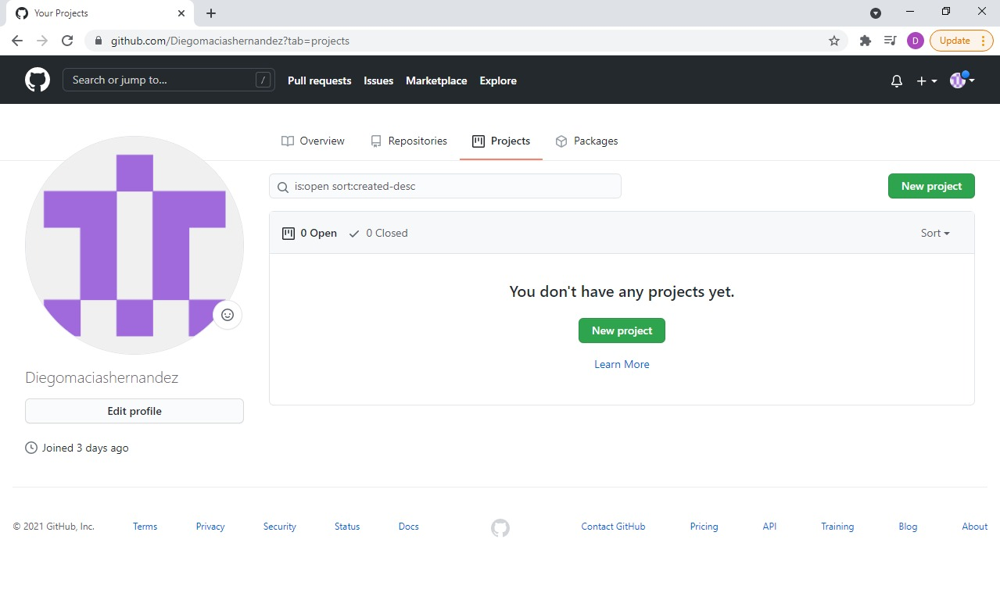 Your Projects
github.com/Diegomaciashernandez?tab=projects
D
Update
Search or jump to...
/
Pull requests
Issues
Marketplace
Explore
Overview
Repositories
Projects
Packages
is:open sort:created-desc
New project
0 Open
0 Closed
Sort
You don't have any projects yet.
New project
Learn More
Diegomaciashernandez
Edit profile
Joined 3 days ago
© 2021 GitHub, Inc.
Terms
Privacy
Security
Status
Docs
Contact GitHub
Pricing
API
Training
Blog
About